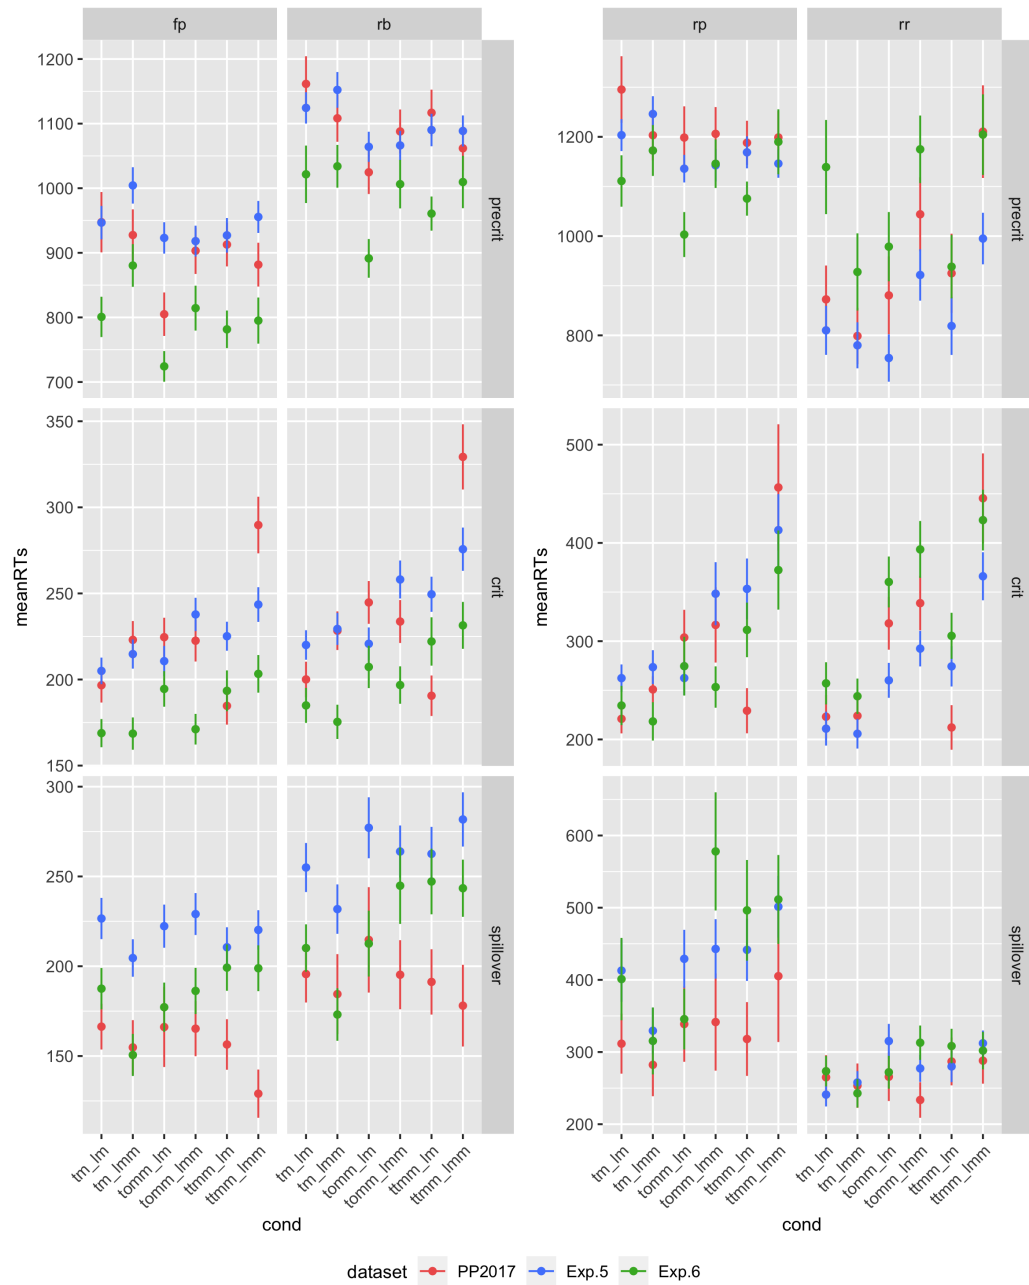 fp rb
rp rr
meanRTs
1200
1100
1000
900
800
700
precrit
350
300
250
200
150
crit
300
250
200
150
spillover
tm_lm tm_lmm tomm_lm tomm_lmm ttmm_lm ttmm_lmm
tm_lm tm_lmm tomm_lm tomm_lmm ttmm_lm ttmm_lmm
cond
meanRTs
1200
1000
800
precrit
500
400
300
200
crit
600
500
400
300
200
spillover
tm_lm tm_lmm tomm_lm tomm_lmm ttmm_lm ttmm_lmm
tm_lm tm_lmm tomm_lm tomm_lmm ttmm_lm ttmm_lmm
cond
dataset PP2017 Exp.5 Exp.6